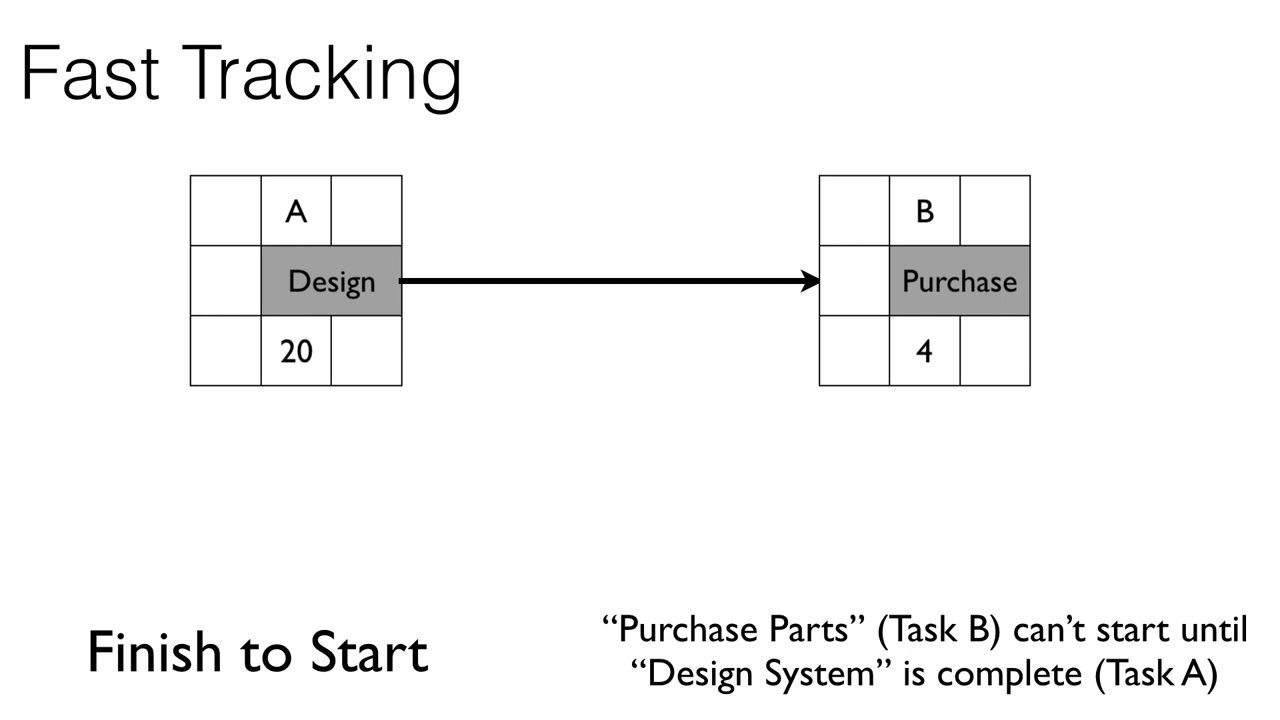 Fast Tracking
A
B
Design
Purchase
20
4
Finish to Start
“Purchase Parts” (Task B) can’t start until
“Design System” is complete (Task A)